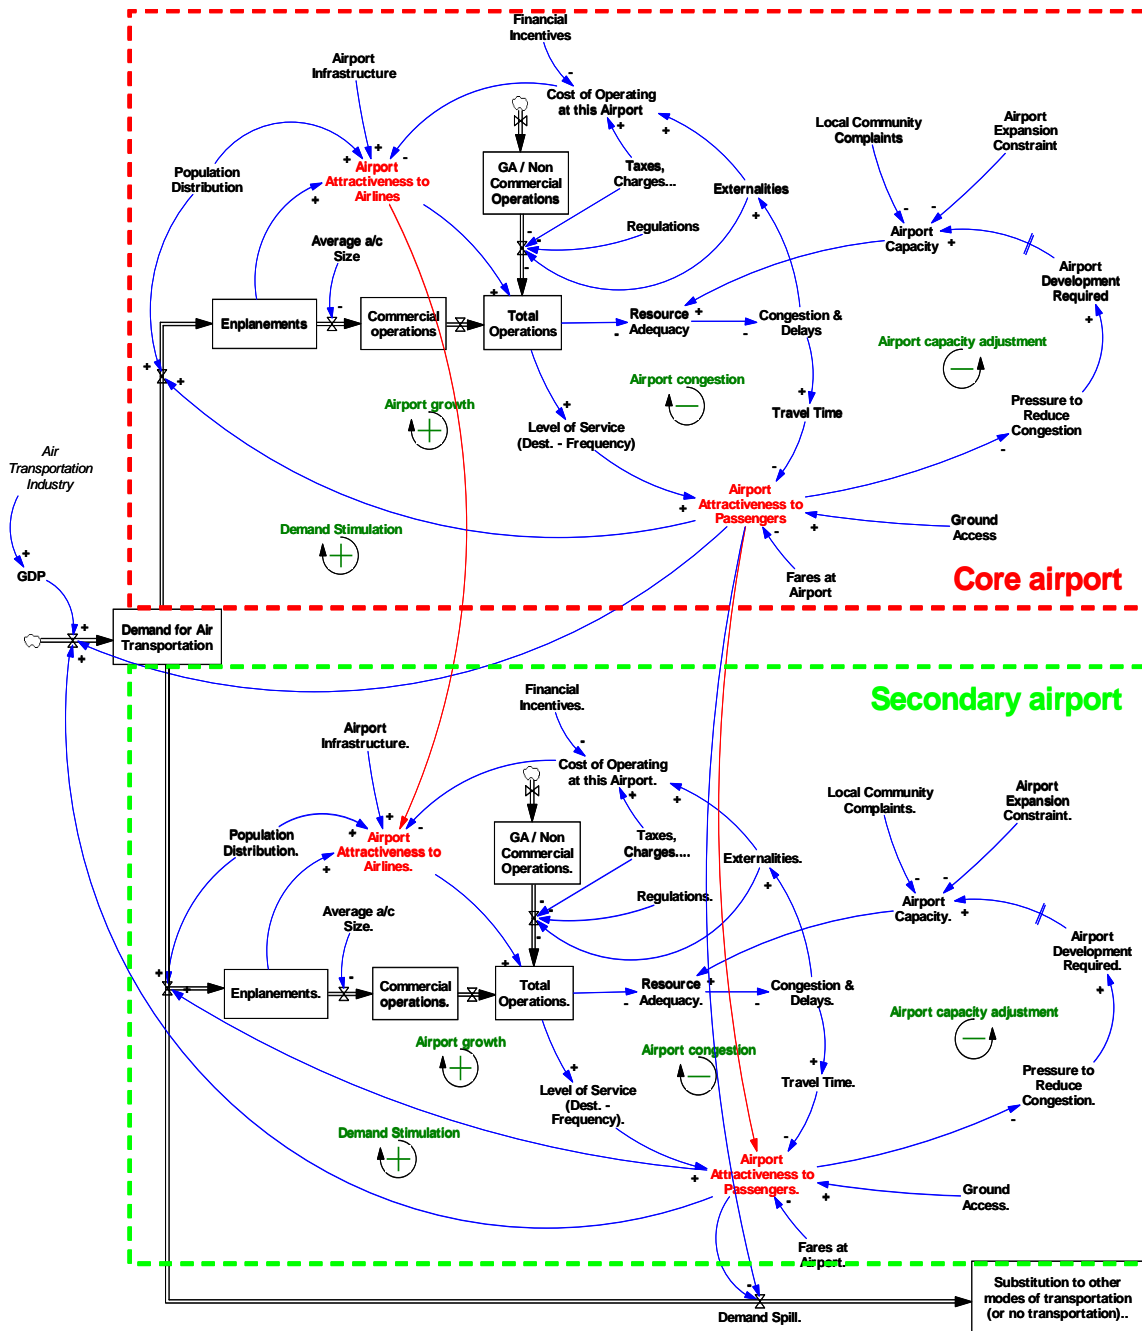 Financial
Incentives
Airport
Infrastructure
Cost of Operating
at this Airport
Local Community
Complaints
Airport
Expansion
Constraint
Population
Distribution
Airport
Attractiveness to
Airlines
GA / Non
Commercial
Operations
Taxes,
Charges...
Externalities
Regulations
Airport
Capacity
Average a/c
Size
Airport
Development
Required
Enplanements
Commercial
operations
Total
Operations
Resource
Adequacy
Congestion &
Delays
Airport capacity adjustment
Airport growth
Airport congestion
Travel Time
Pressure to
Reduce
Congestion
Level of Service
(Dest. - Frequency)
Air
Transportation
Industry
Airport
Attractiveness to
Passengers
Ground
Access
Demand Stimulation
GDP
Fares at
Airport
Core airport
Demand for Air
Transportation
Secondary airport
Financial
Incentives.
Airport
Infrastructure.
Cost of Operating
at this Airport.
Local Community
Complaints.
Airport
Expansion
Constraint.
Population
Distribution.
Airport
Attractiveness to
Airlines.
GA / Non
Commercial
Operations.
Taxes,
Charges....
Externalities.
Regulations.
Airport
Capacity.
Average a/c
Size.
Airport
Development
Required.
Enplanements.
Commercial
operations.
Total
Operations.
Resource
Adequacy.
Congestion &
Delays.
Airport capacity adjustment
Airport growth
Airport congestion
Travel Time.
Pressure to
Reduce
Congestion.
Level of Service
(Dest. -
Frequency).
Demand Stimulation
Airport
Attractiveness to
Passengers.
Ground
Access.
Fares at
Airport.
Substitution to other
modes of transportation
(or no transportation)..
Demand Spill.